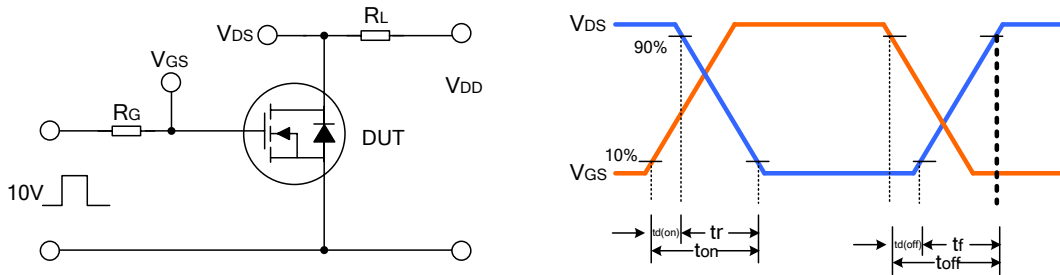 VDS
RL
VGS
VDD
RG
DUT
10V
VDS
90%
10%
VGS
td(on)
tr
ton
td(off)
tf
toff